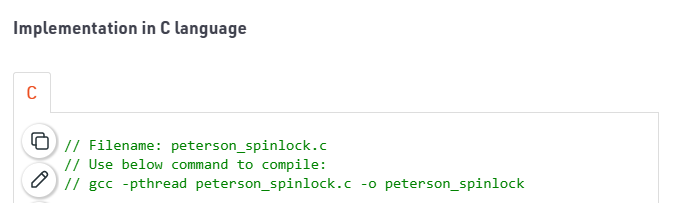 Implementation in C language
C
// Filename: peterson_spinlock.c
// Use below command to compile:
// gcc -pthread peterson_spinlock.c -o peterson_spinlock